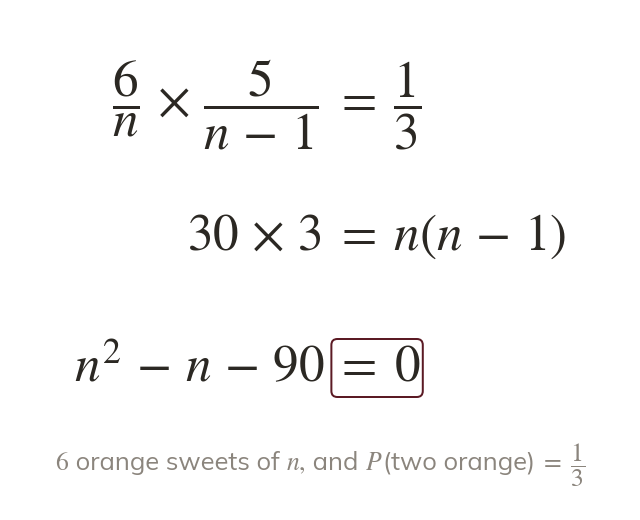 6/n × 5/(n − 1) = 1/3
30 × 3 = n(n − 1)
n² − n − 90 = 0
6 orange sweets of n, and P(two orange) = 1/3